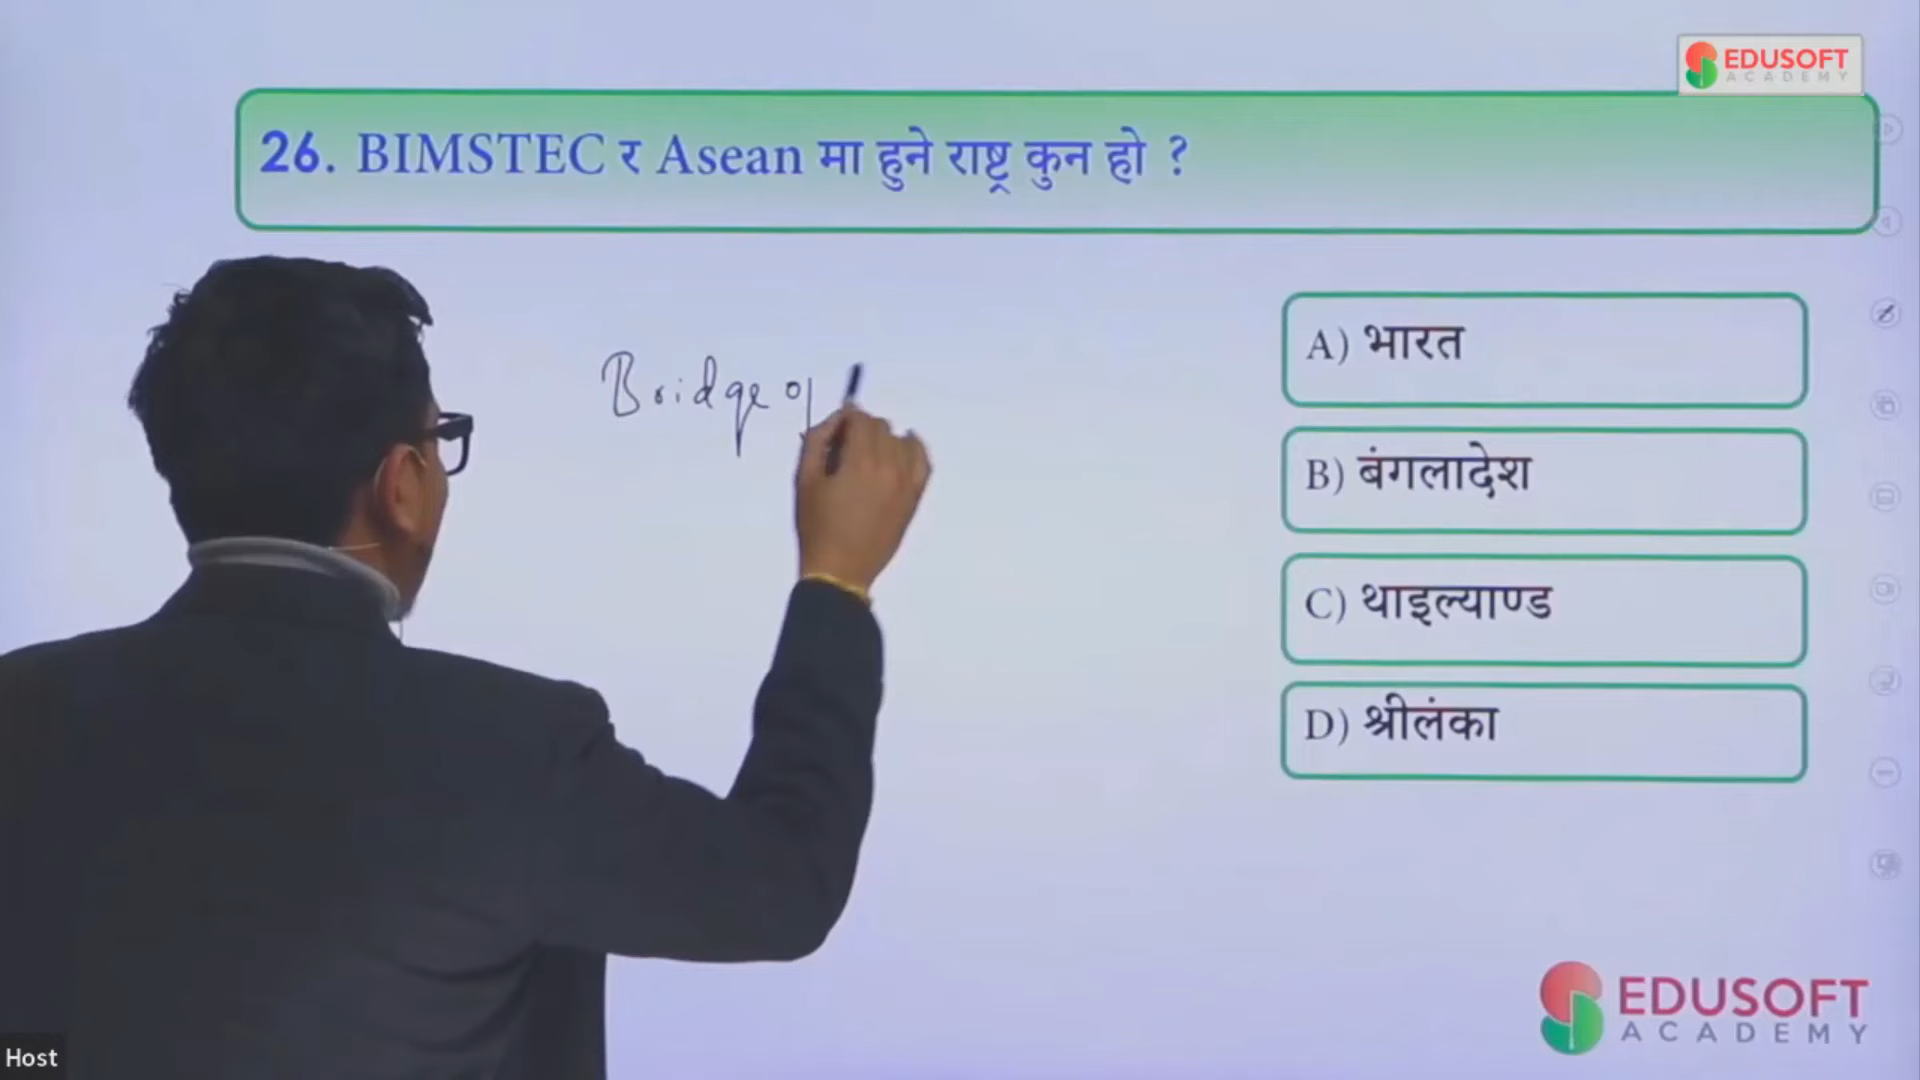 EDUSOFT
ACADEMY
26. BIMSTEC र Asean मा हुने राष्ट्र कुन हो ?
Bridge of
A) भारत
B) बंगलादेश
C) थाइल्याण्ड
D) श्रीलंका
EDUSOFT
ACADEMY
Host